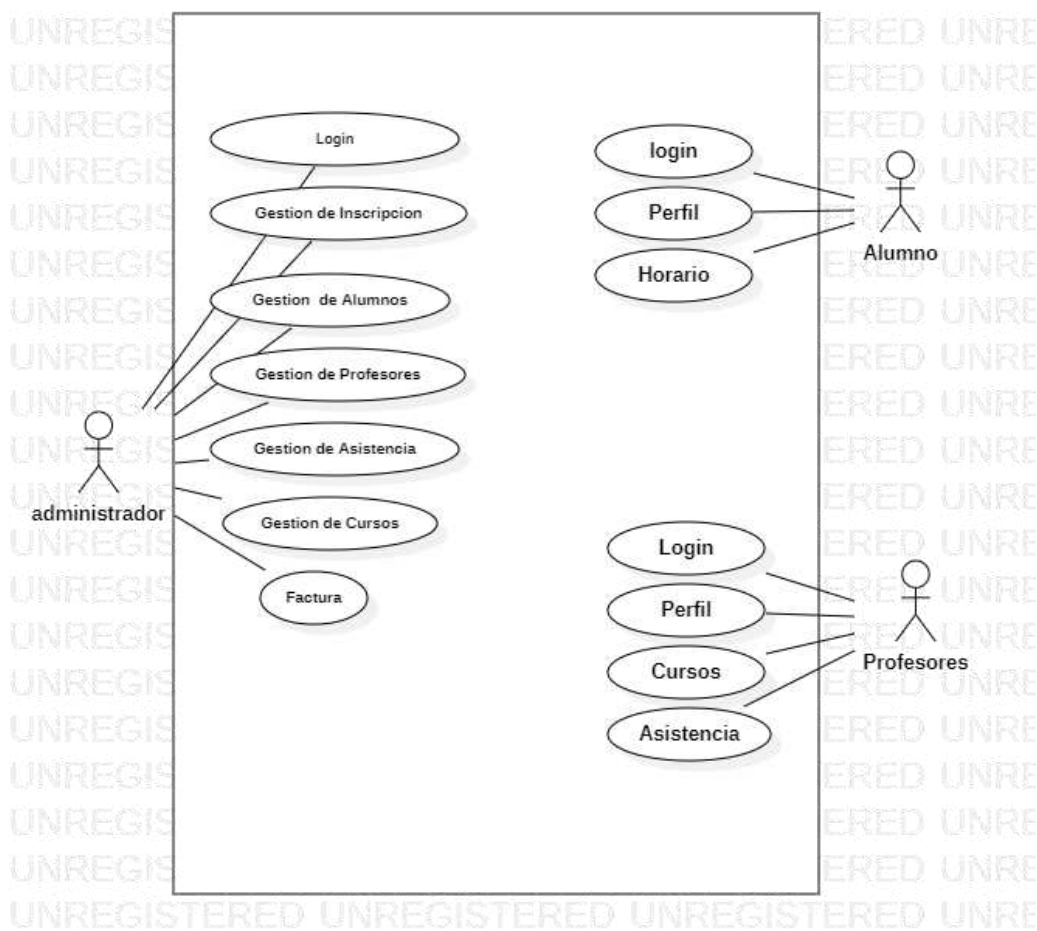 Login
Gestion de Inscripcion
Gestion de Alumnos
Gestion de Profesores
Gestion de Asistencia
Gestion de Cursos
Factura
administrador
login
Perfil
Horario
Alumno
Login
Perfil
Cursos
Asistencia
Profesores
UNREGISTERED UNREGISTERED UNREGISTERED UNRE